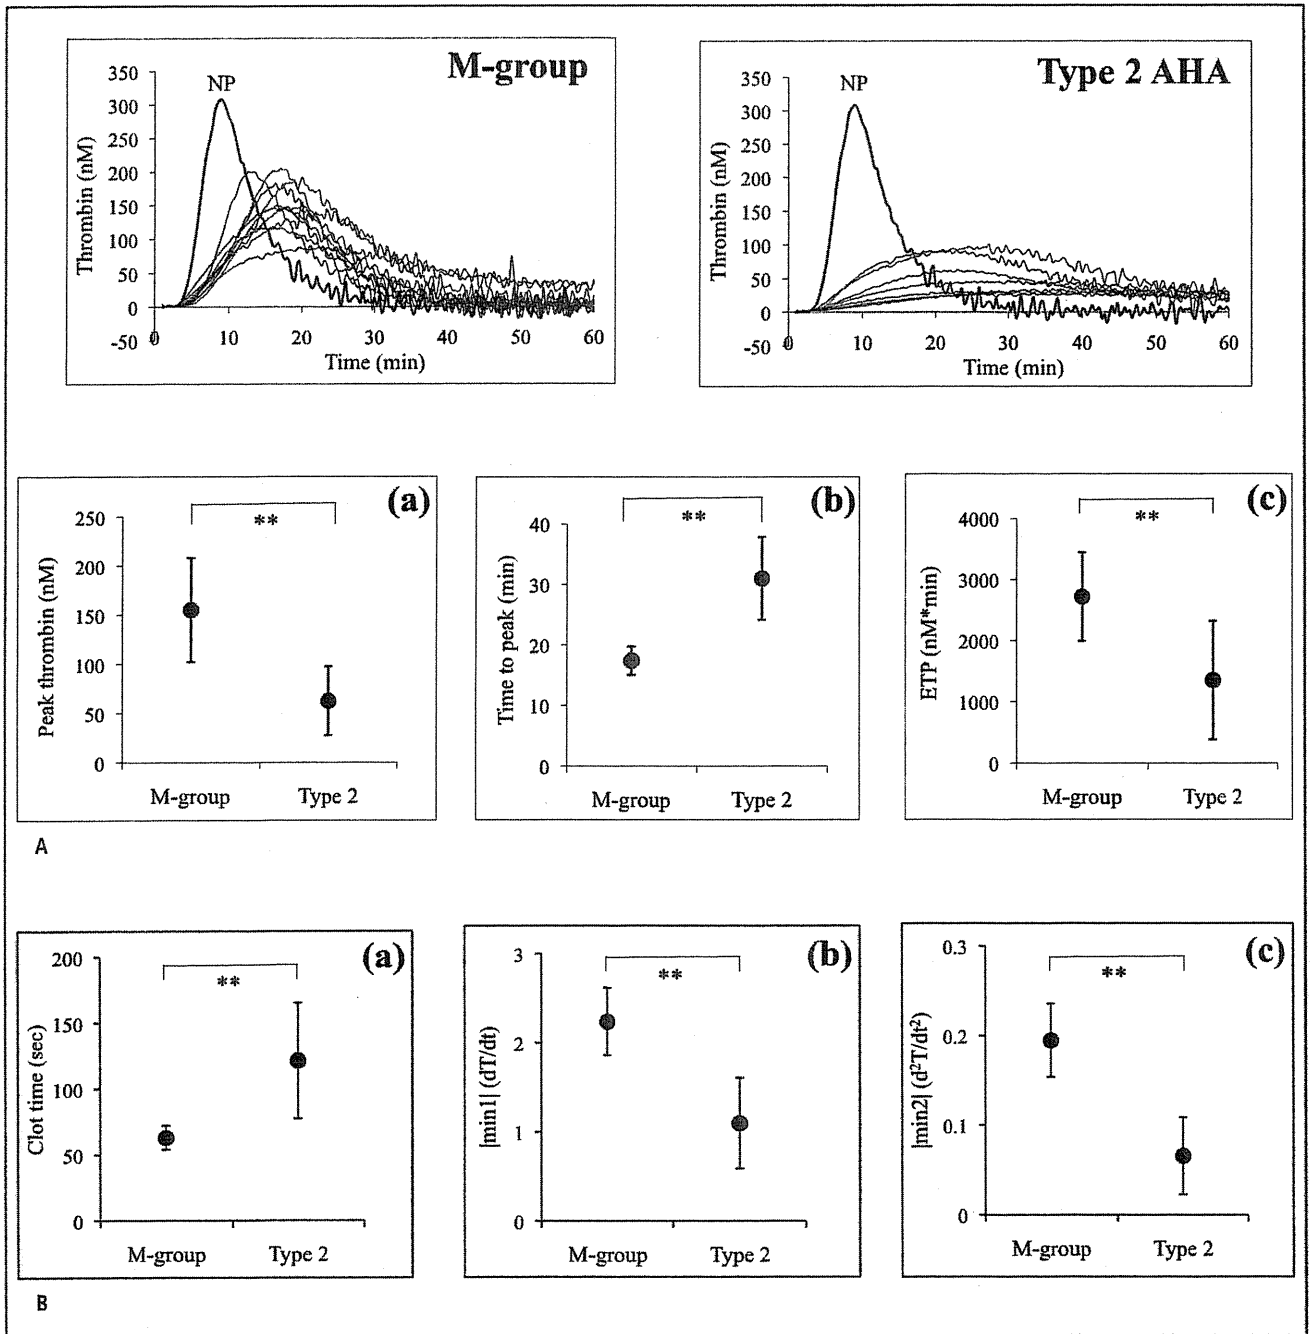 M-group
NP
350
300
250
200
150
100
50
0
-50
Thrombin (nM)
0 10 20 30 40 50 60
Time (min)
Type 2 AHA
NP
350
300
250
200
150
100
50
0
-50
Thrombin (nM)
0 10 20 30 40 50 60
Time (min)
(a)
**
250
200
150
100
50
0
Peak thrombin (nM)
M-group Type 2
(b)
**
40
30
20
10
0
Time to peak (min)
M-group Type 2
(c)
**
4000
3000
2000
1000
0
ETP (nM*min)
M-group Type 2
A
(a)
**
200
150
100
50
0
Clot time (sec)
M-group Type 2
(b)
**
3
2
1
0
|min1| (dT/dt)
M-group Type 2
(c)
**
0.3
0.2
0.1
0
|min2| (d²T/dt²)
M-group Type 2
B